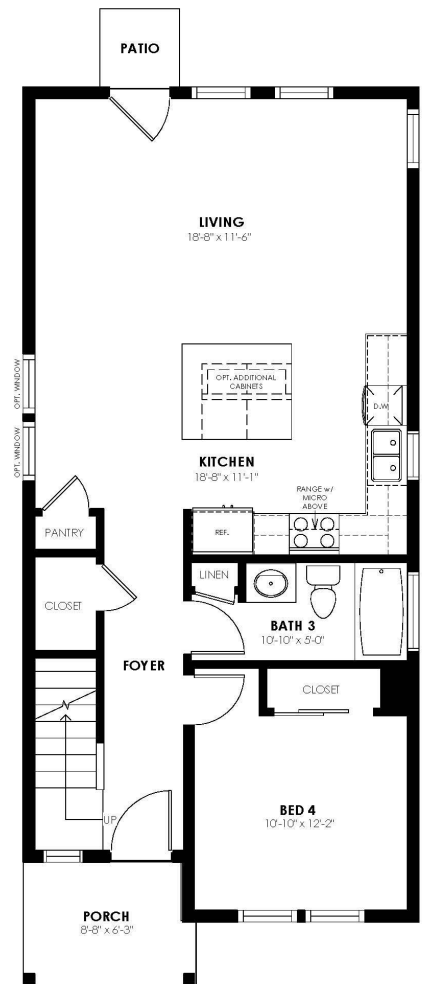 PATIO
LIVING
18'-8" x 11'-6"
OPT. WINDOW
OPT. WINDOW
OPT. ADDITIONAL
CABINETS
D.W
KITCHEN
18'-8" x 11'-1"
RANGE w/
MICRO
ABOVE
REF.
PANTRY
LINEN
CLOSET
BATH 3
10'-10" x 5'-0"
FOYER
CLOSET
UP
BED 4
10'-10" x 12'-2"
PORCH
8'-8" x 6'-3"